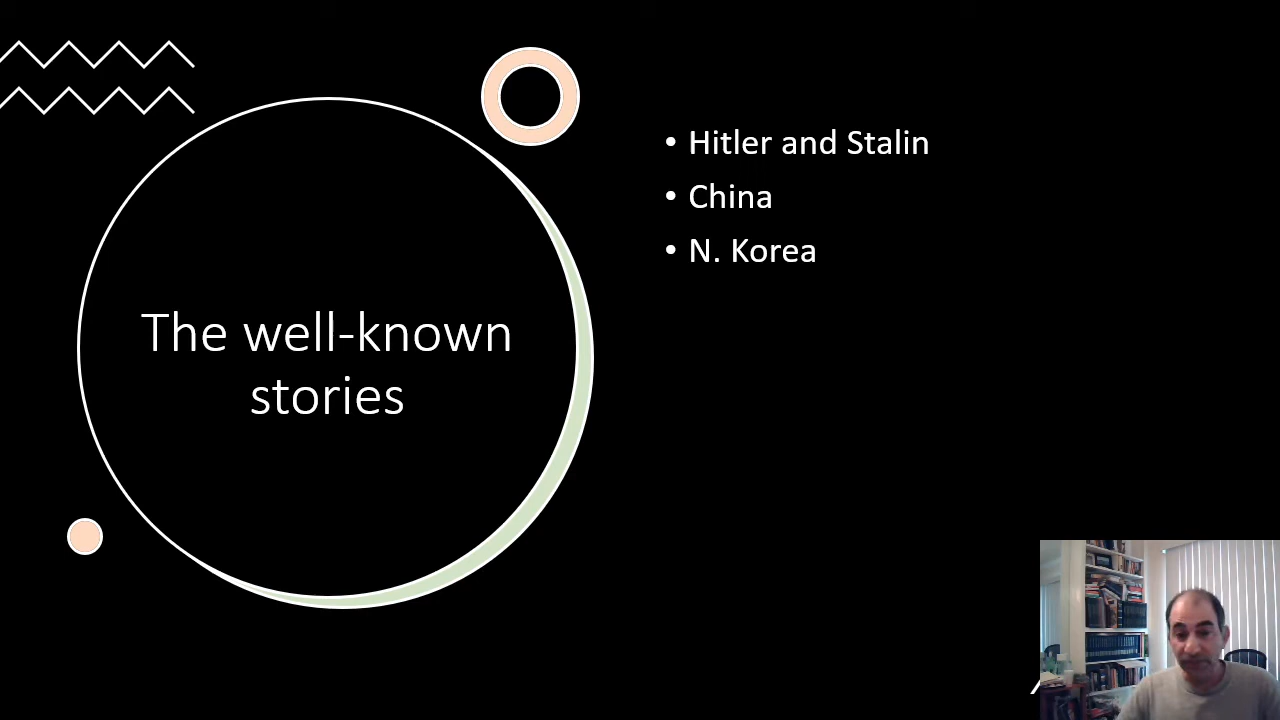 The well-known
stories
• Hitler and Stalin
• China
• N. Korea